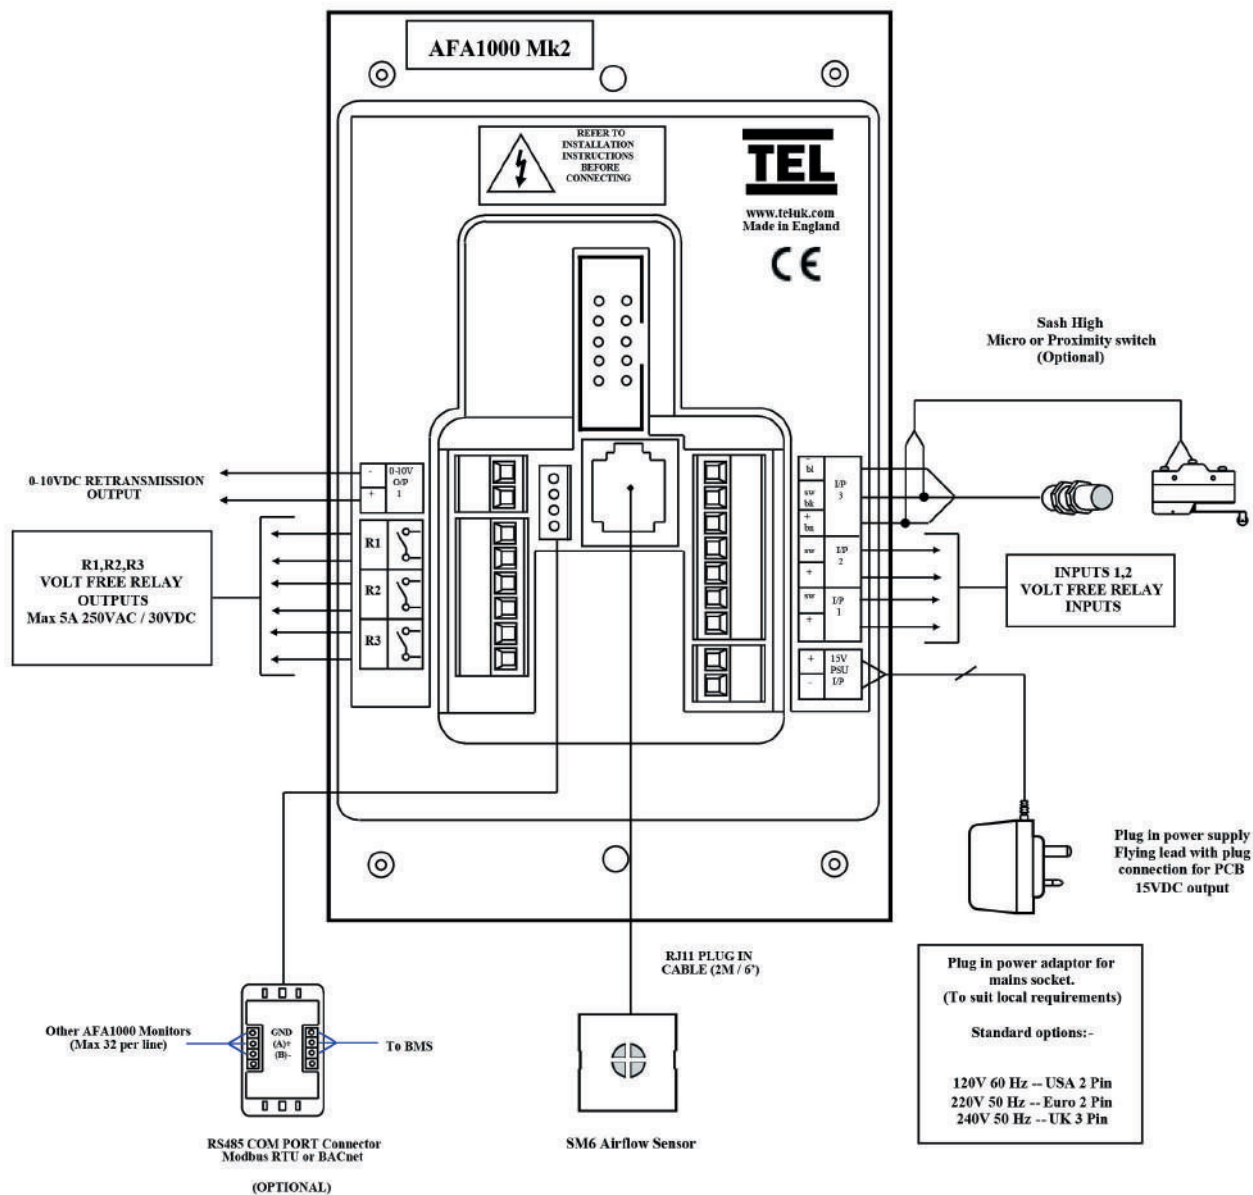 AFA1000 Mk2
REFER TO
INSTALLATION
INSTRUCTIONS
BEFORE
CONNECTING
TEL
www.teluk.com
Made in England
CE
Sash High
Micro or Proximity switch
(Optional)
0-10VDC RETRANSMISSION
OUTPUT
- 0-10V
O/P
+ 1
R1
R2
R3
R1,R2,R3
VOLT FREE RELAY
OUTPUTS
Max 5A 250VAC / 30VDC
-
bl
sw
bk
+
bn
I/P
3
sw
+
I/P
2
sw
+
I/P
1
+
-
15V
PSU
I/P
INPUTS 1,2
VOLT FREE RELAY
INPUTS
Plug in power supply
Flying lead with plug
connection for PCB
15VDC output
RJ11 PLUG IN
CABLE (2M / 6')
Plug in power adaptor for
mains socket.
(To suit local requirements)
Standard options:-
120V 60 Hz -- USA 2 Pin
220V 50 Hz -- Euro 2 Pin
240V 50 Hz -- UK 3 Pin
Other AFA1000 Monitors
(Max 32 per line)
GND
(A)+
(B)-
To BMS
RS485 COM PORT Connector
Modbus RTU or BACnet
(OPTIONAL)
SM6 Airflow Sensor